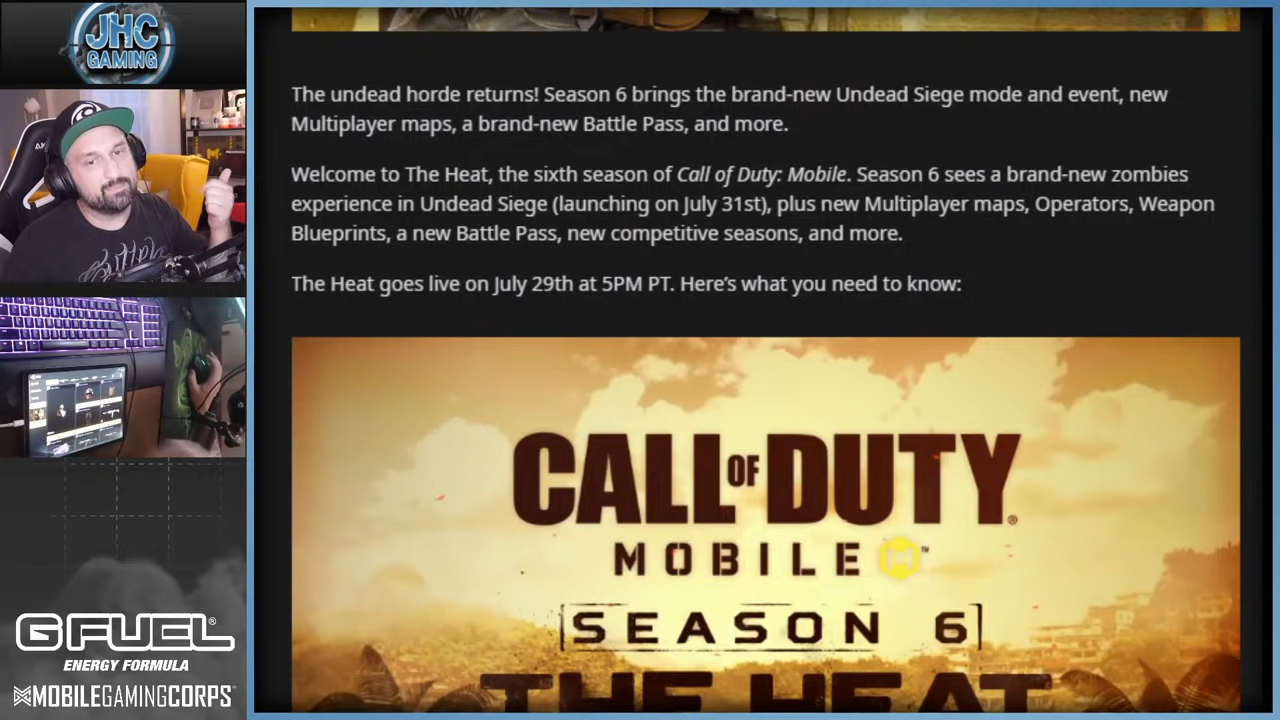 JHC
GAMING
The undead horde returns! Season 6 brings the brand-new Undead Siege mode and event, new
Multiplayer maps, a brand-new Battle Pass, and more.
Welcome to The Heat, the sixth season of Call of Duty: Mobile. Season 6 sees a brand-new zombies
experience in Undead Siege (launching on July 31st), plus new Multiplayer maps, Operators, Weapon
Blueprints, a new Battle Pass, new competitive seasons, and more.
The Heat goes live on July 29th at 5PM PT. Here’s what you need to know:
CALL OF DUTY®
MOBILE ™
SEASON 6
THE HEAT
G FUEL®
ENERGY FORMULA
MOBILEGAMINGCORPS